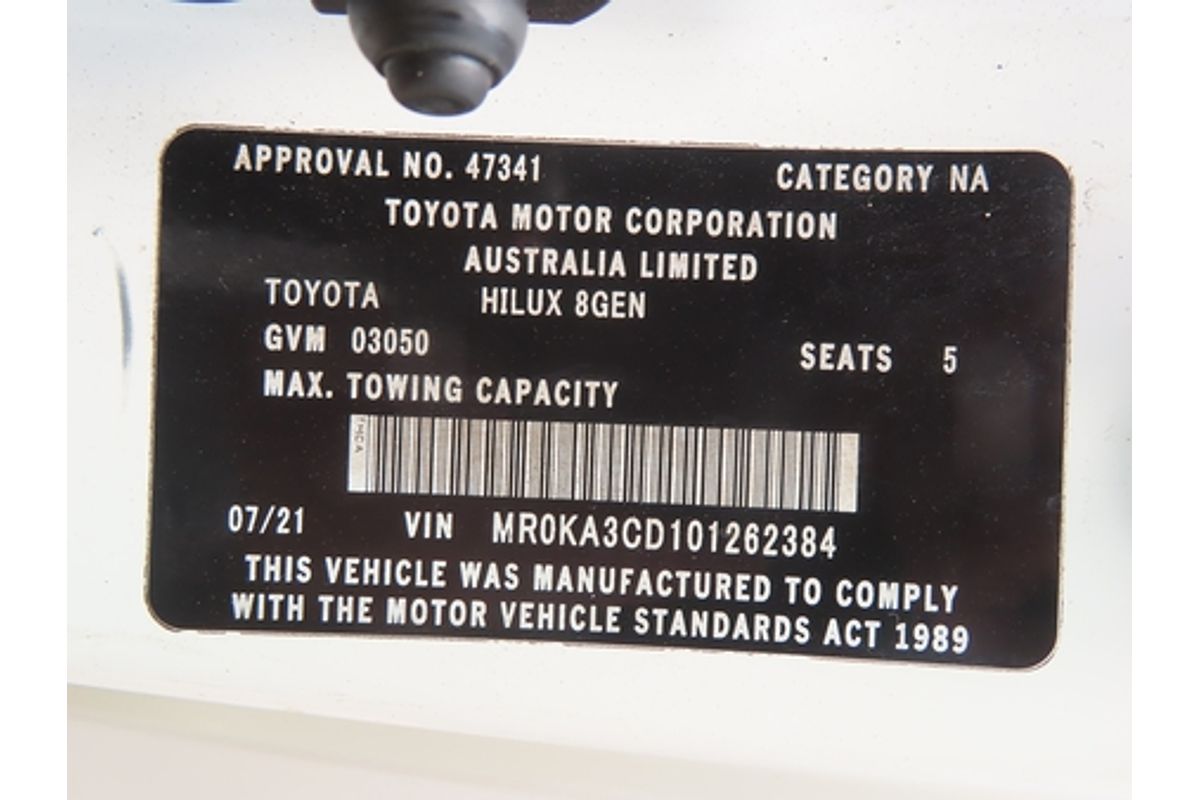 APPROVAL NO. 47341 CATEGORY NA
TOYOTA MOTOR CORPORATION
AUSTRALIA LIMITED
TOYOTA HILUX 8GEN
GVM 03050 SEATS 5
MAX. TOWING CAPACITY
TMCA
07/21 VIN MR0KA3CD101262384
THIS VEHICLE WAS MANUFACTURED TO COMPLY
WITH THE MOTOR VEHICLE STANDARDS ACT 1989